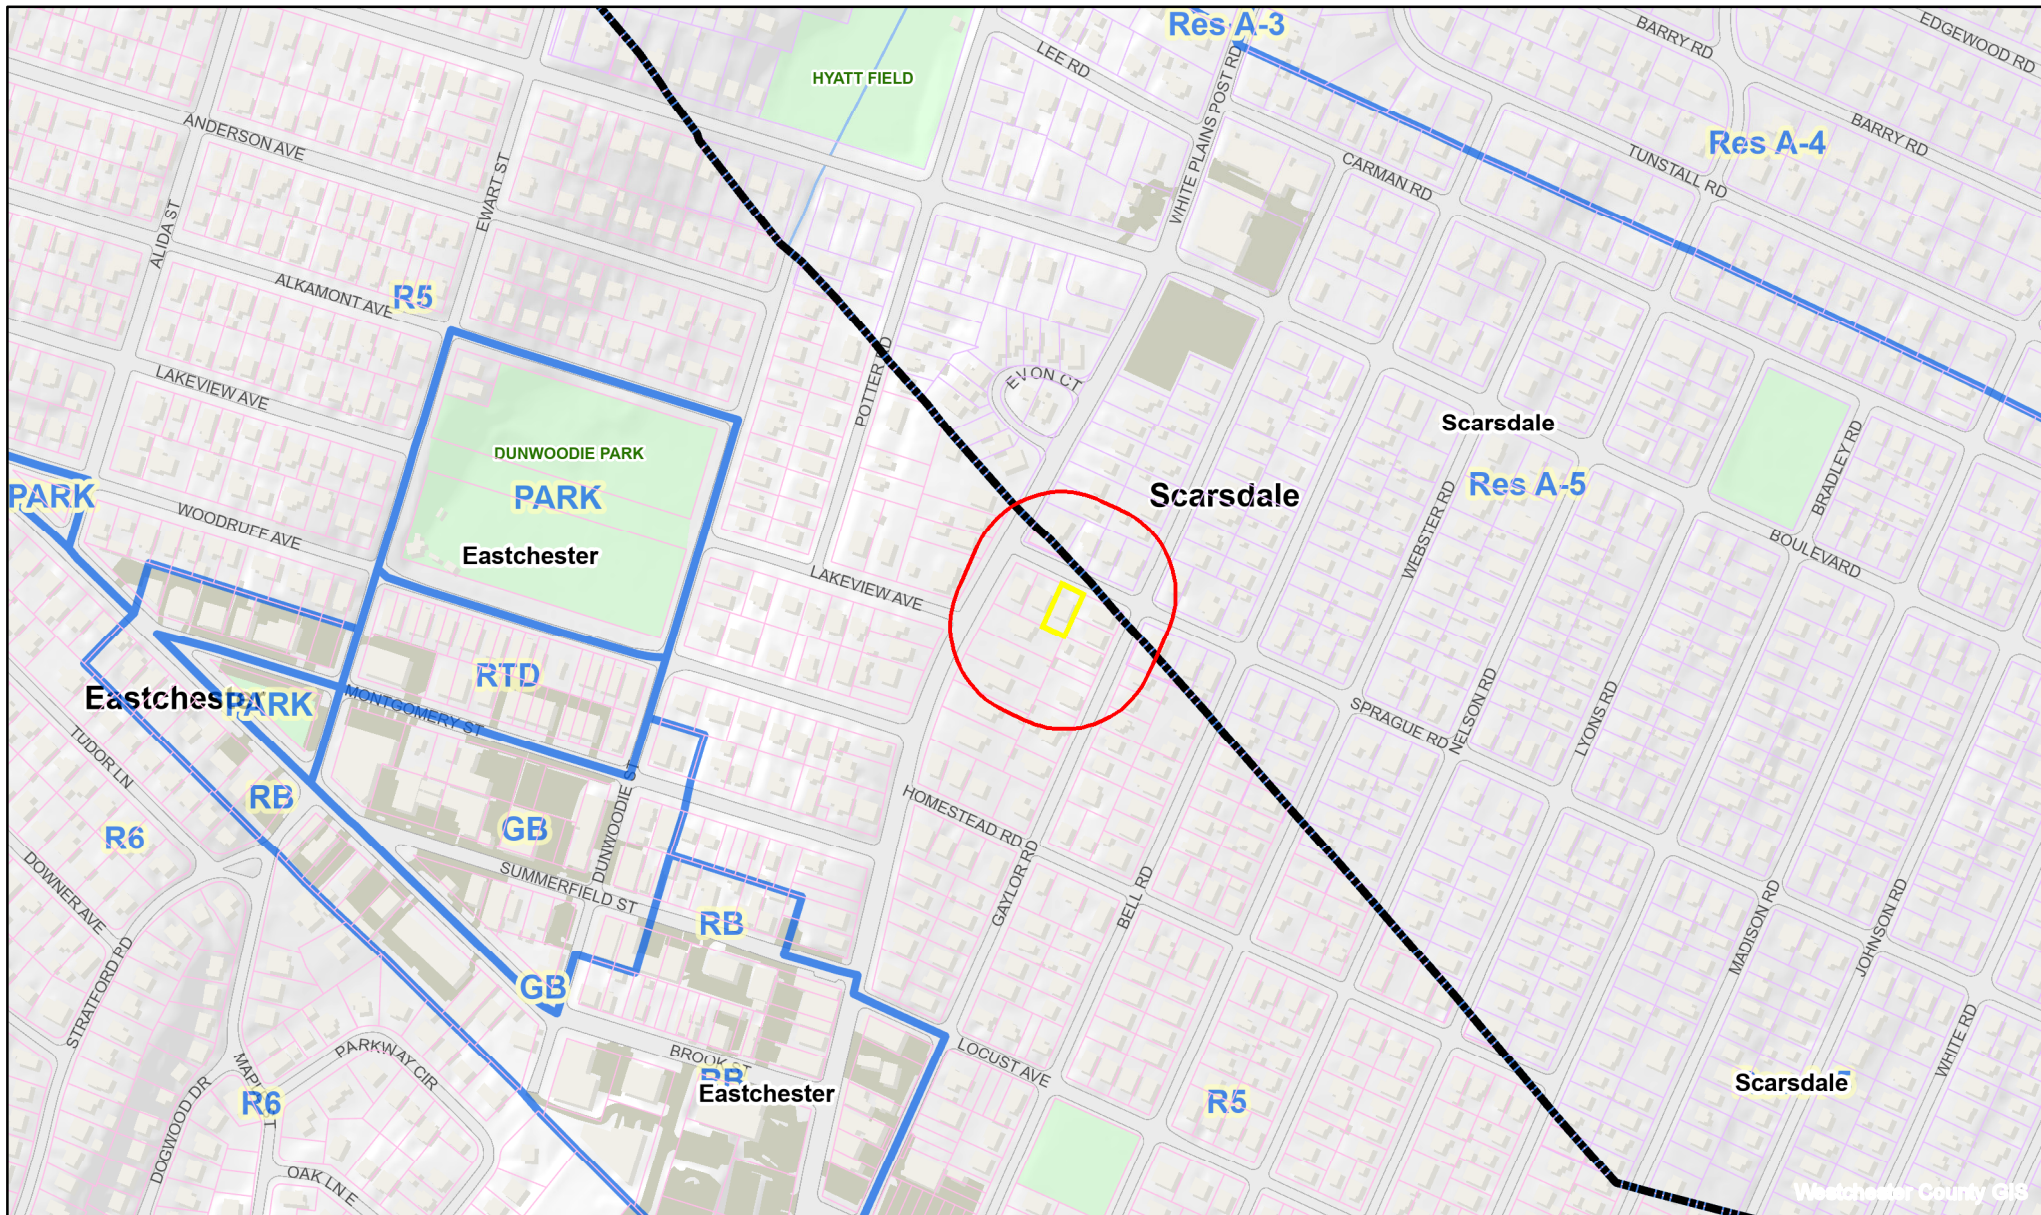 Res A-3
BARRY RD
EDGEWOOD RD
LEE RD
HYATT FIELD
WHITE PLAINS POST RD
ANDERSON AVE
Res A-4
BARRY RD
CARMAN RD
TUNSTALL RD
EWART ST
ALIDA ST
ALKAMONT AVE
R5
POTTER RD
EVON CT
LAKEVIEW AVE
Scarsdale
DUNWOODIE PARK
PARK
PARK
Scarsdale
Res A-5
BRADLEY RD
WOODRUFF AVE
Eastchester
WEBSTER RD
BOULEVARD
LAKEVIEW AVE
RTD
Eastchester
PARK
MONTGOMERY ST
NELSON RD
LYONS RD
SPRAGUE RD
TUDOR LN
RB
R6
GB
DUNWOODIE ST
HOMESTEAD RD
DOWNER AVE
SUMMERFIELD ST
GAYLOR RD
BELL RD
RB
MADISON RD
JOHNSON RD
STRATFORD RD
GB
WHITE RD
PARKWAY CIR
BROOK ST
LOCUST AVE
RB
Eastchester
Scarsdale
MAPLE ST
R6
R5
DOGWOOD DR
OAK LN E
Westchester County GIS